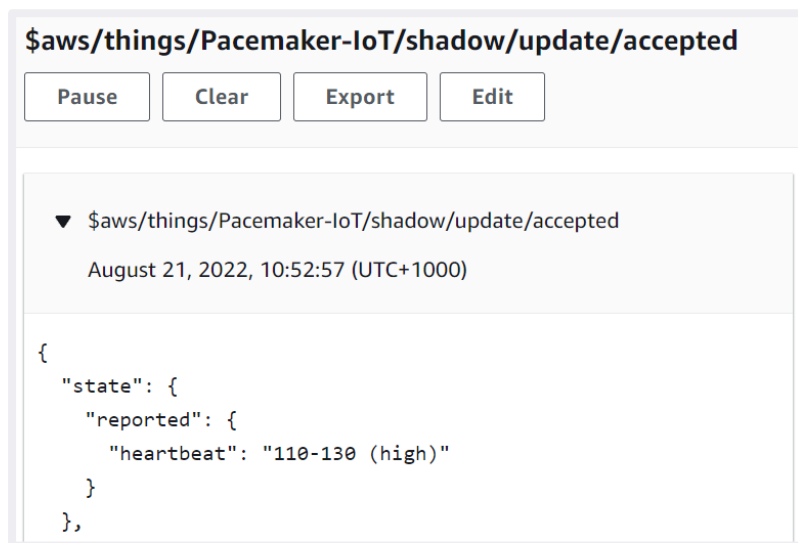 $aws/things/Pacemaker-IoT/shadow/update/accepted
Pause Clear Export Edit
$aws/things/Pacemaker-IoT/shadow/update/accepted
August 21, 2022, 10:52:57 (UTC+1000)
{
  "state": {
    "reported": {
      "heartbeat": "110-130 (high)"
    }
  },